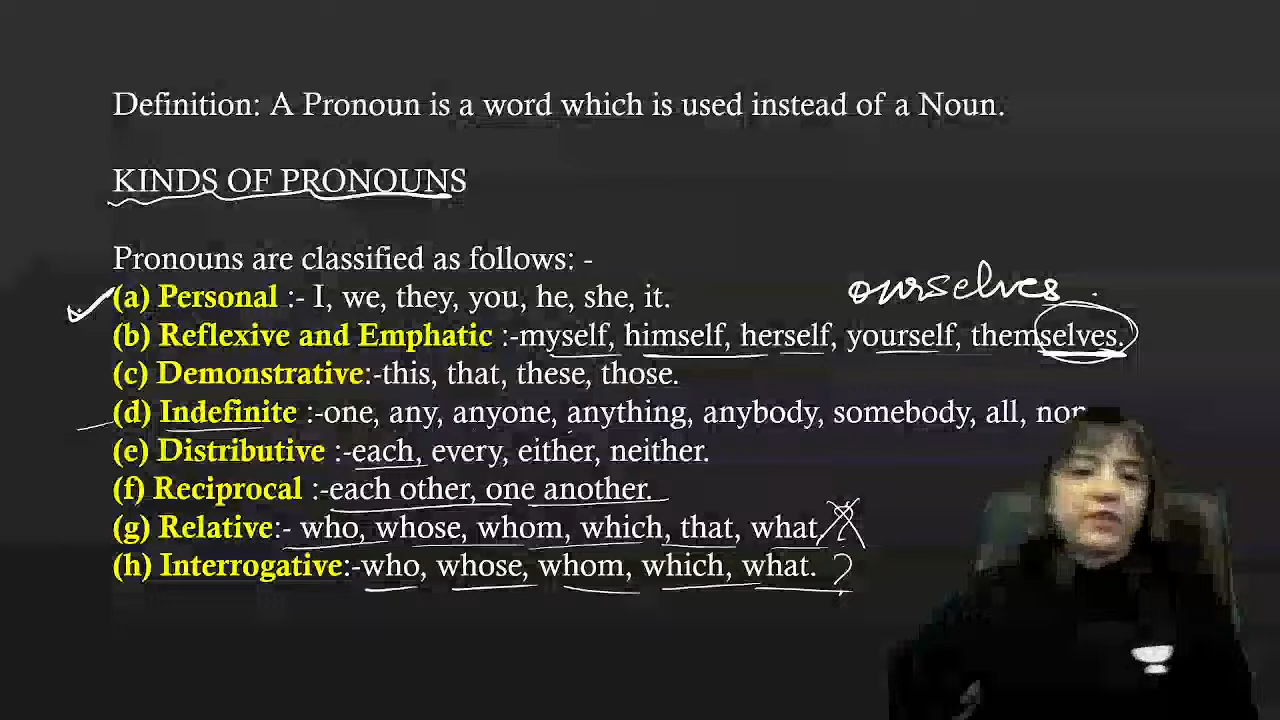 Definition: A Pronoun is a word which is used instead of a Noun.
KINDS OF PRONOUNS
Pronouns are classified as follows: -
ourselves.
(a) Personal :- I, we, they, you, he, she, it.
(b) Reflexive and Emphatic :-myself, himself, herself, yourself, themselves.
(c) Demonstrative:-this, that, these, those.
(d) Indefinite :-one, any, anyone, anything, anybody, somebody, all,
(e) Distributive :-each, every, either, neither.
(f) Reciprocal :-each other, one another.
(g) Relative:- who, whose, whom, which, that, what
(h) Interrogative:-who, whose, whom, which, what. ?